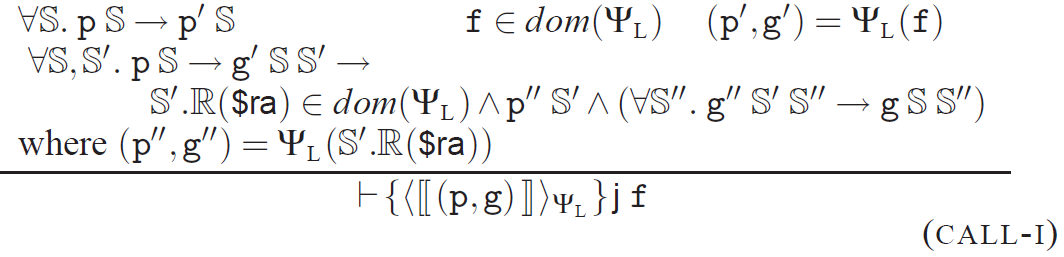 ∀𝕊. p 𝕊 → p′ 𝕊 f ∈ dom(Ψ_L) (p′, g′) = Ψ_L(f)
∀𝕊, 𝕊′. p 𝕊 → g′ 𝕊 𝕊′ →
𝕊′.ℝ($ra) ∈ dom(Ψ_L) ∧ p″ 𝕊′ ∧ (∀𝕊″. g″ 𝕊′ 𝕊″ → g 𝕊 𝕊″)
where (p″, g″) = Ψ_L(𝕊′.ℝ($ra))
⊢ {⟨⟦(p, g)⟧⟩_Ψ_L} j f
(CALL-I)